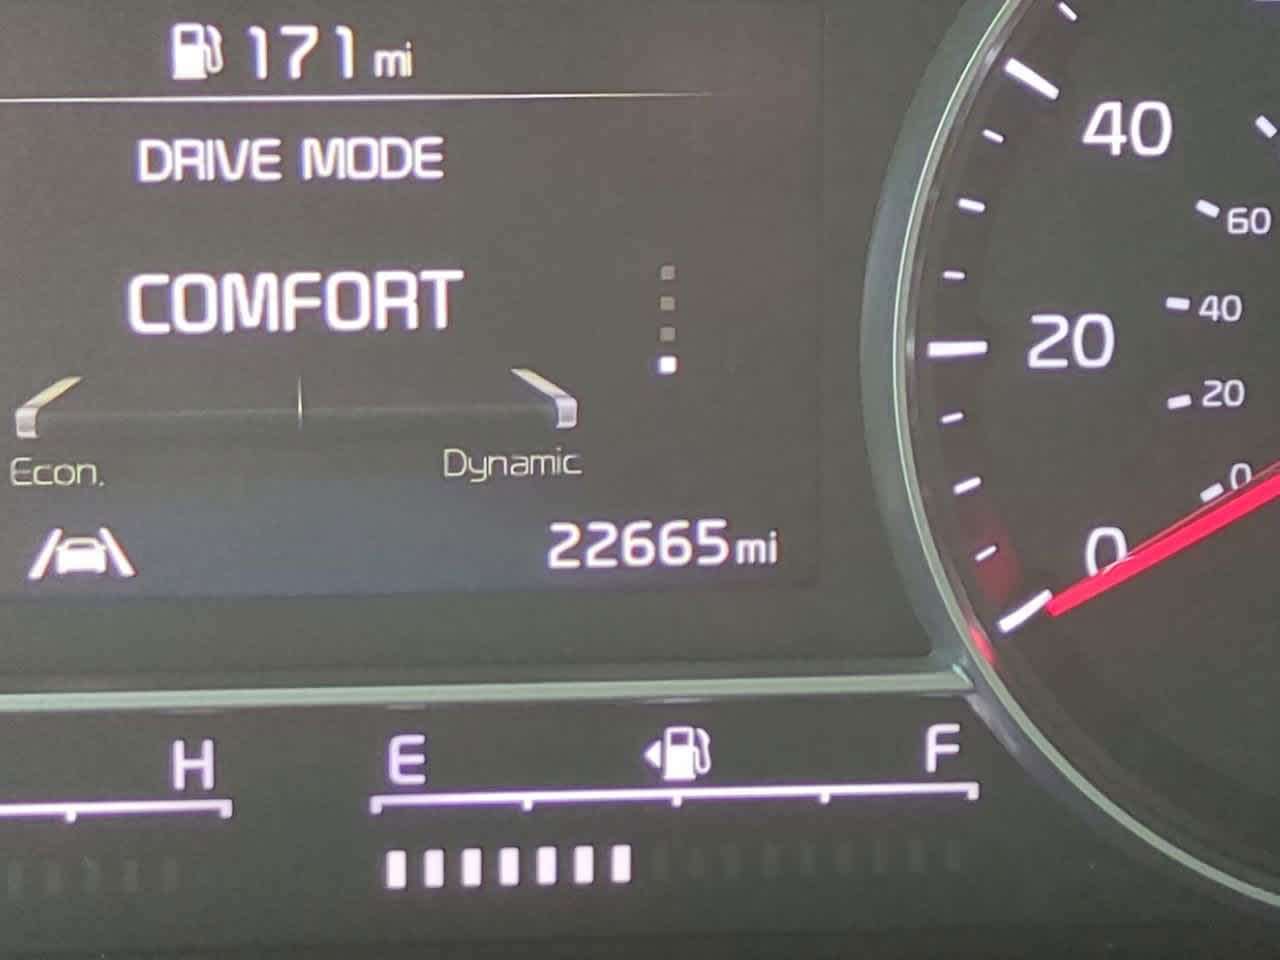 171 mi
DRIVE MODE
COMFORT
Econ.
Dynamic
22665 mi
H
E
F
40
20
0
60
40
20
0